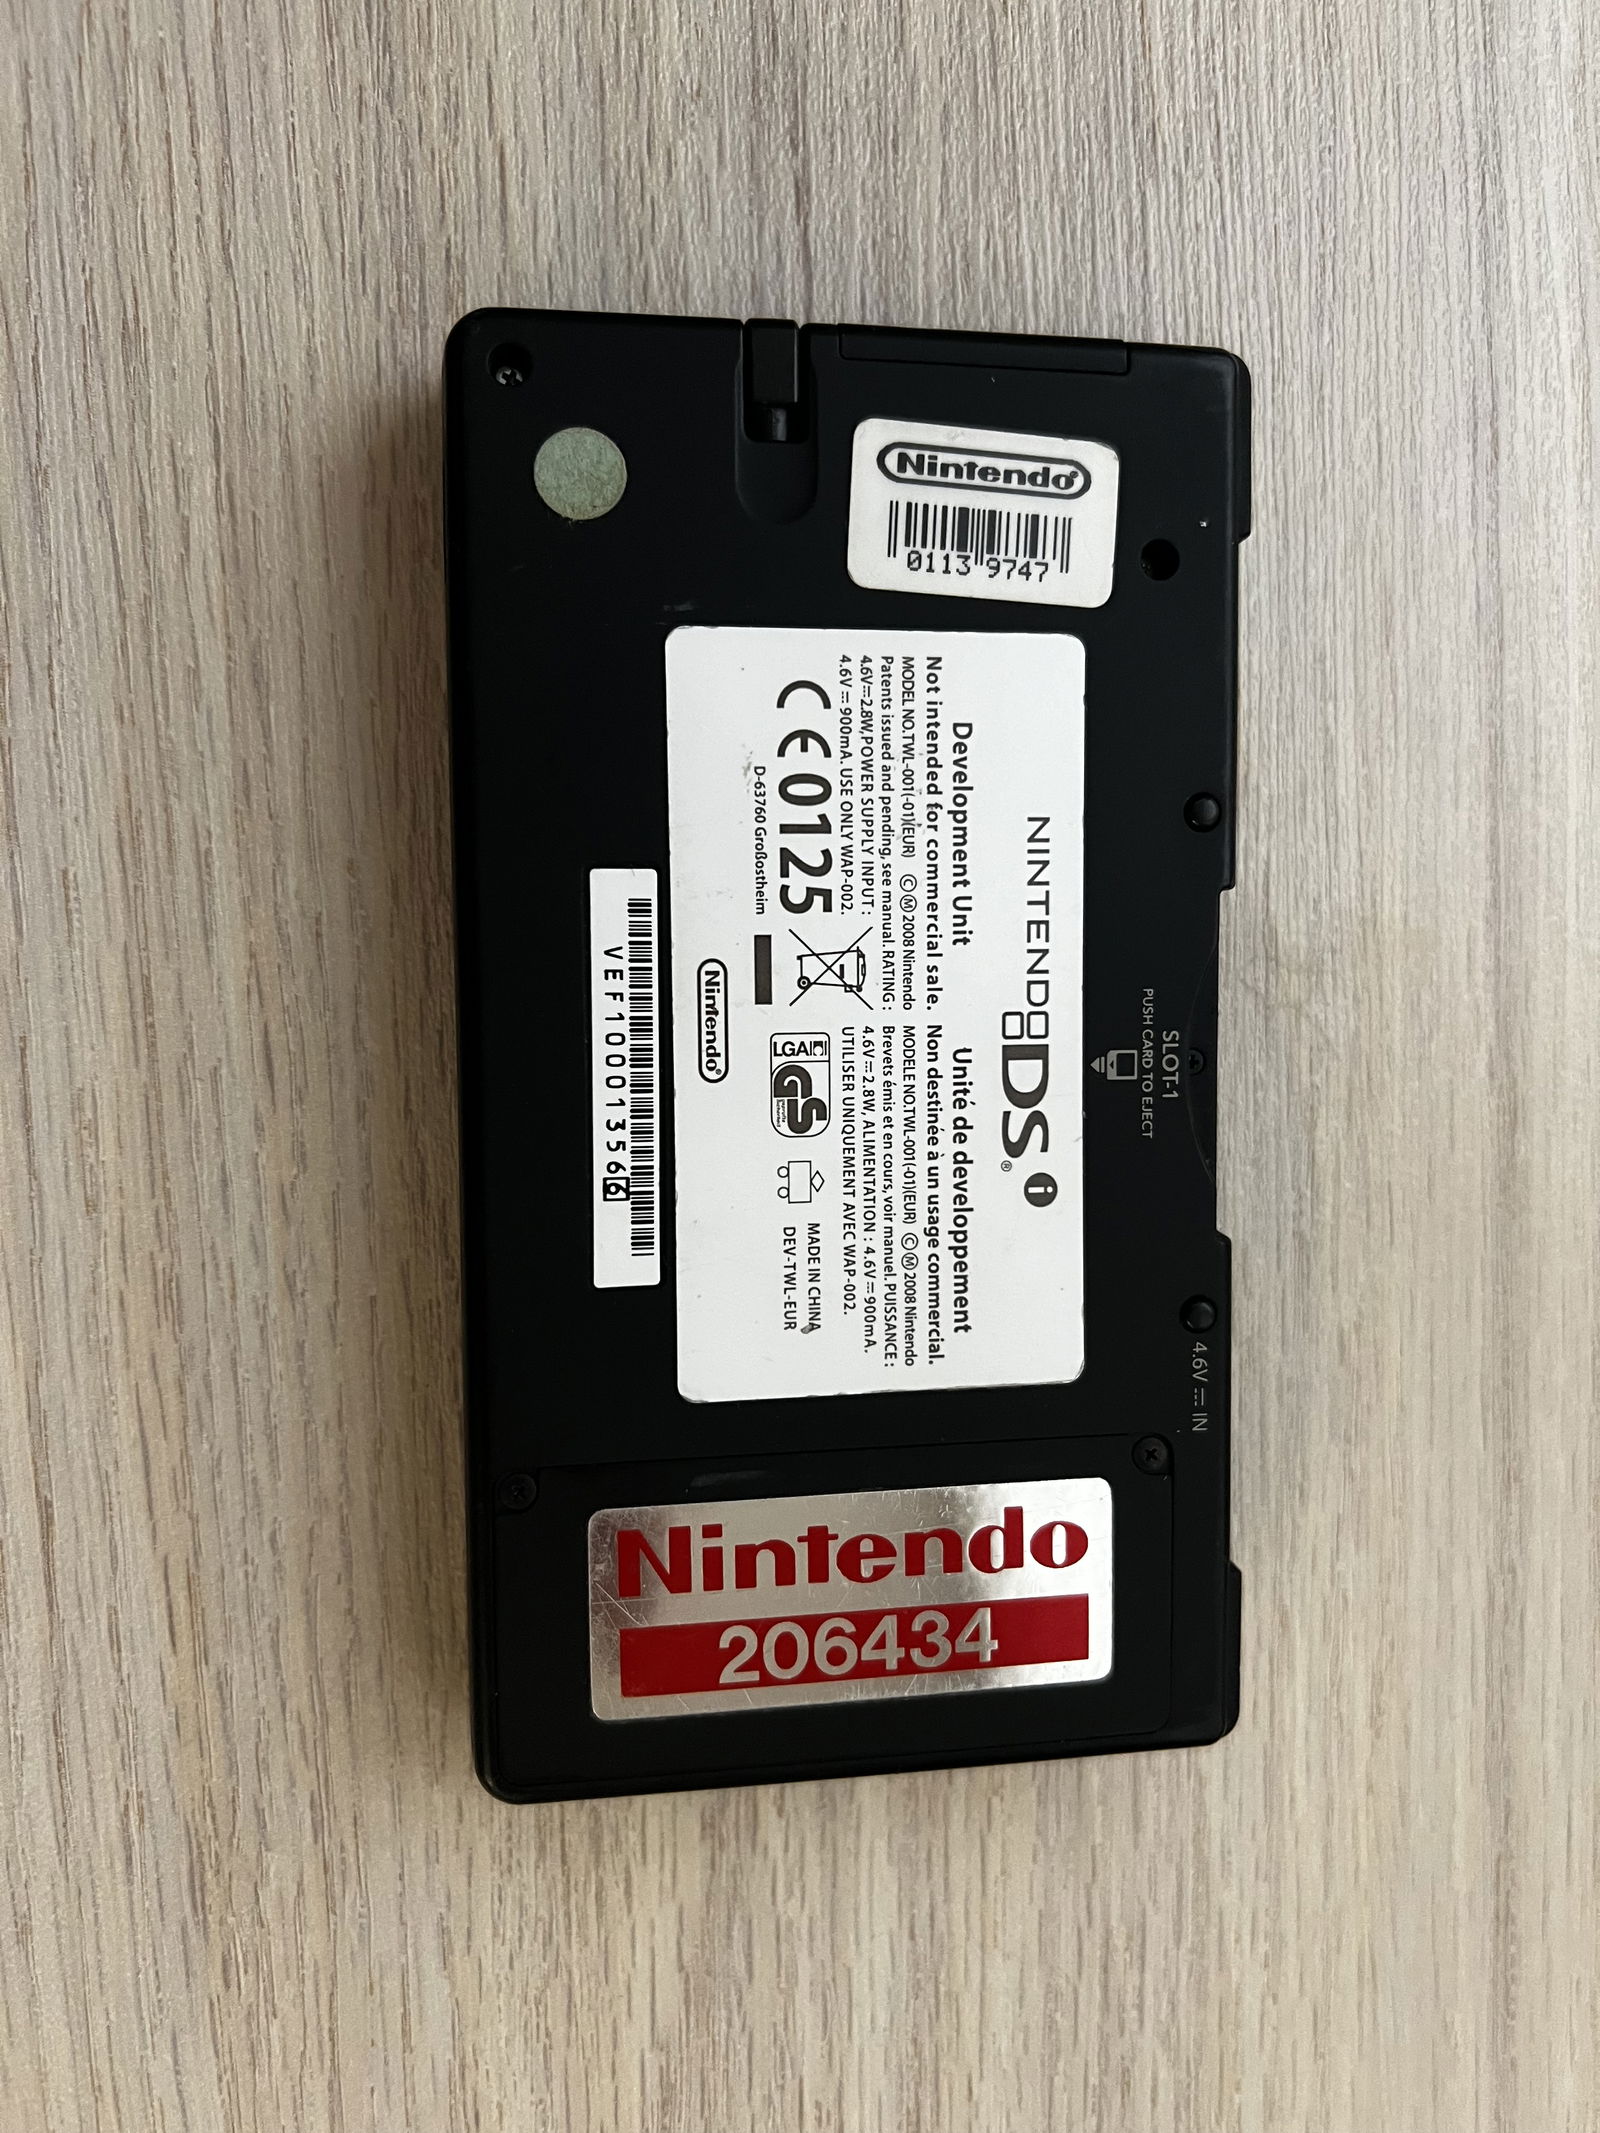 SLOT-1
PUSH CARD TO EJECT
4.6V ⎓ IN
Nintendo®
0113 9747
NINTENDO DS i
®
Development Unit
Not intended for commercial sale.
MODEL NO.TWL-001(-01)(EUR) Ⓒ Ⓜ 2008 Nintendo
Patents issued and pending, see manual. RATING :
4.6V⎓2.8W,POWER SUPPLY INPUT :
4.6V ⎓ 900mA. USE ONLY WAP-002.
Unité de developpement
Non destinée à un usage commercial.
MODELE NO.TWL-001(-01)(EUR) Ⓒ Ⓜ 2008 Nintendo
Brevets émis et en cours, voir manuel. PUISSANCE :
4.6V⎓2.8W, ALIMENTATION : 4.6V⎓900mA.
UTILISER UNIQUEMENT AVEC WAP-002.
CE 0125
D-63760 Großostheim
LGA
GS
MADE IN CHINA
DEV-TWL-EUR
Nintendo®
VEF100013566
Nintendo
206434